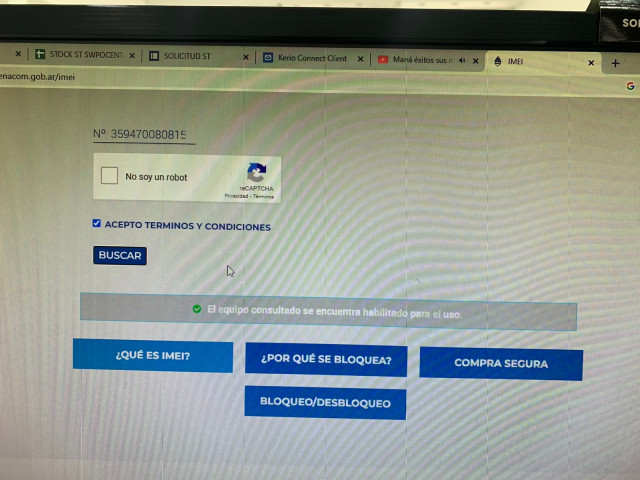 SOL
STOCK ST SWPOCENT
SOLICITUD ST
Kerio Connect Client
Maná éxitos sus
IMEI
enacom.gob.ar/imei
Nº 359470080815
No soy un robot
reCAPTCHA
Privacidad - Términos
ACEPTO TERMINOS Y CONDICIONES
BUSCAR
El equipo consultado se encuentra habilitado para el uso.
¿QUÉ ES IMEI?
¿POR QUÉ SE BLOQUEA?
COMPRA SEGURA
BLOQUEO/DESBLOQUEO